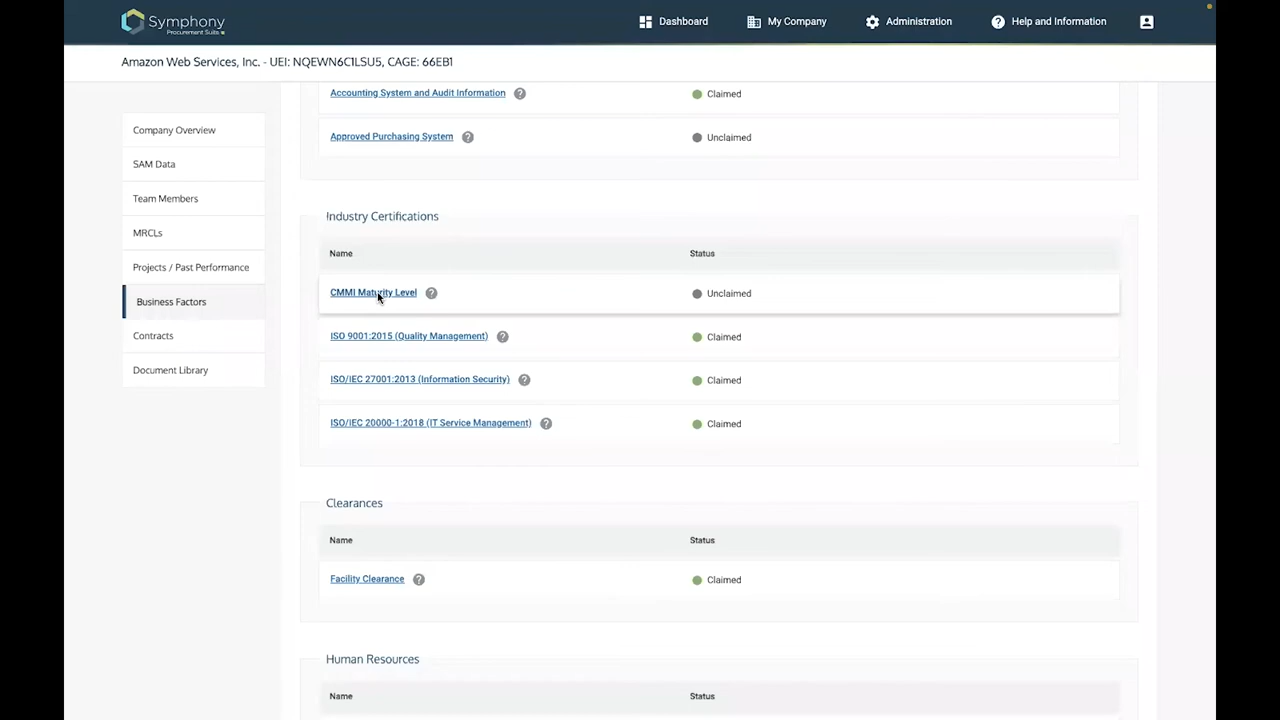 Symphony
Procurement Suite
Dashboard
My Company
Administration
Help and Information
Amazon Web Services, Inc. - UEI: NQEWN6C1LSU5, CAGE: 66EB1
Company Overview
SAM Data
Team Members
MRCLs
Projects / Past Performance
Business Factors
Contracts
Document Library
Accounting System and Audit Information ? Claimed
Approved Purchasing System ? Unclaimed
Industry Certifications
Name Status
CMMI Maturity Level ? Unclaimed
ISO 9001:2015 (Quality Management) ? Claimed
ISO/IEC 27001:2013 (Information Security) ? Claimed
ISO/IEC 20000-1:2018 (IT Service Management) ? Claimed
Clearances
Name Status
Facility Clearance ? Claimed
Human Resources
Name Status